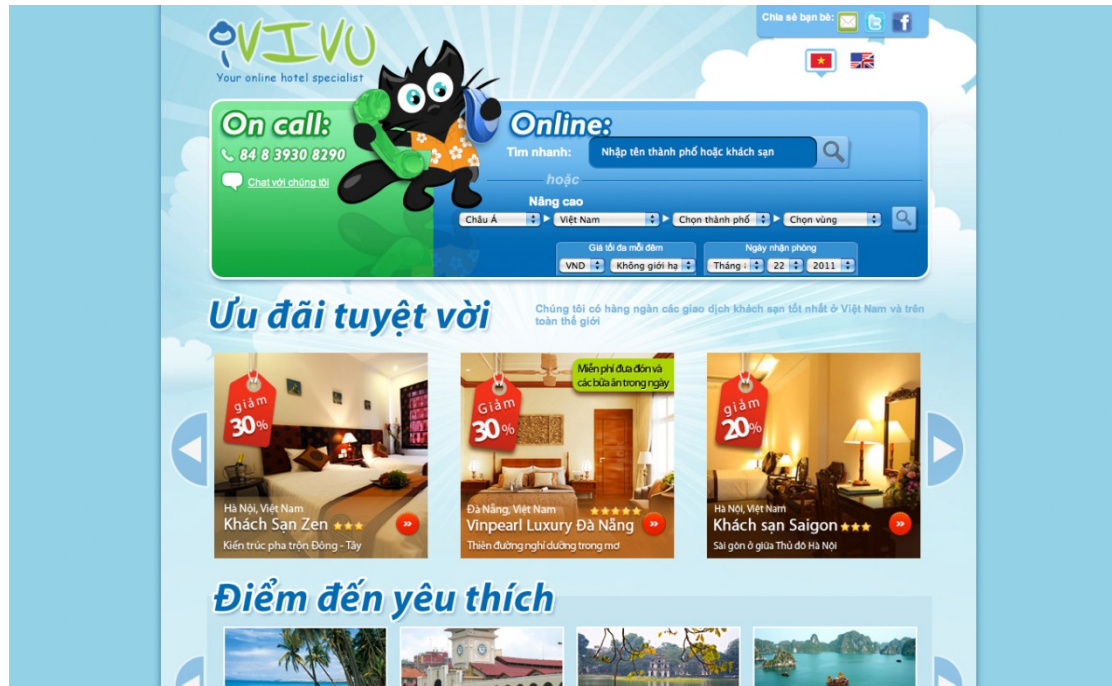 iVIVU
Your online hotel specialist
Chia sẻ bạn bè:
On call:
84 8 3930 8290
Chat với chúng tôi
Online:
Tìm nhanh:
Nhập tên thành phố hoặc khách sạn
hoặc
Nâng cao
Châu Á
Việt Nam
Chọn thành phố
Chọn vùng
Giá tối đa mỗi đêm
Ngày nhận phòng
VND
Không giới hạ
Tháng
22
2011
Ưu đãi tuyệt vời
Chúng tôi có hàng ngàn các giao dịch khách sạn tốt nhất ở Việt Nam và trên
toàn thế giới
giảm
30%
Hà Nội, Việt Nam
Khách Sạn Zen
Kiến trúc pha trộn Đông - Tây
Miễn phí đưa đón và
các bữa ăn trong ngày
Giảm
30%
Đà Nẵng, Việt Nam
Vinpearl Luxury Đà Nẵng
Thiên đường nghỉ dưỡng trong mơ
giảm
20%
Hà Nội, Việt Nam
Khách sạn Saigon
Sài gòn ở giữa Thủ đô Hà Nội
Điểm đến yêu thích